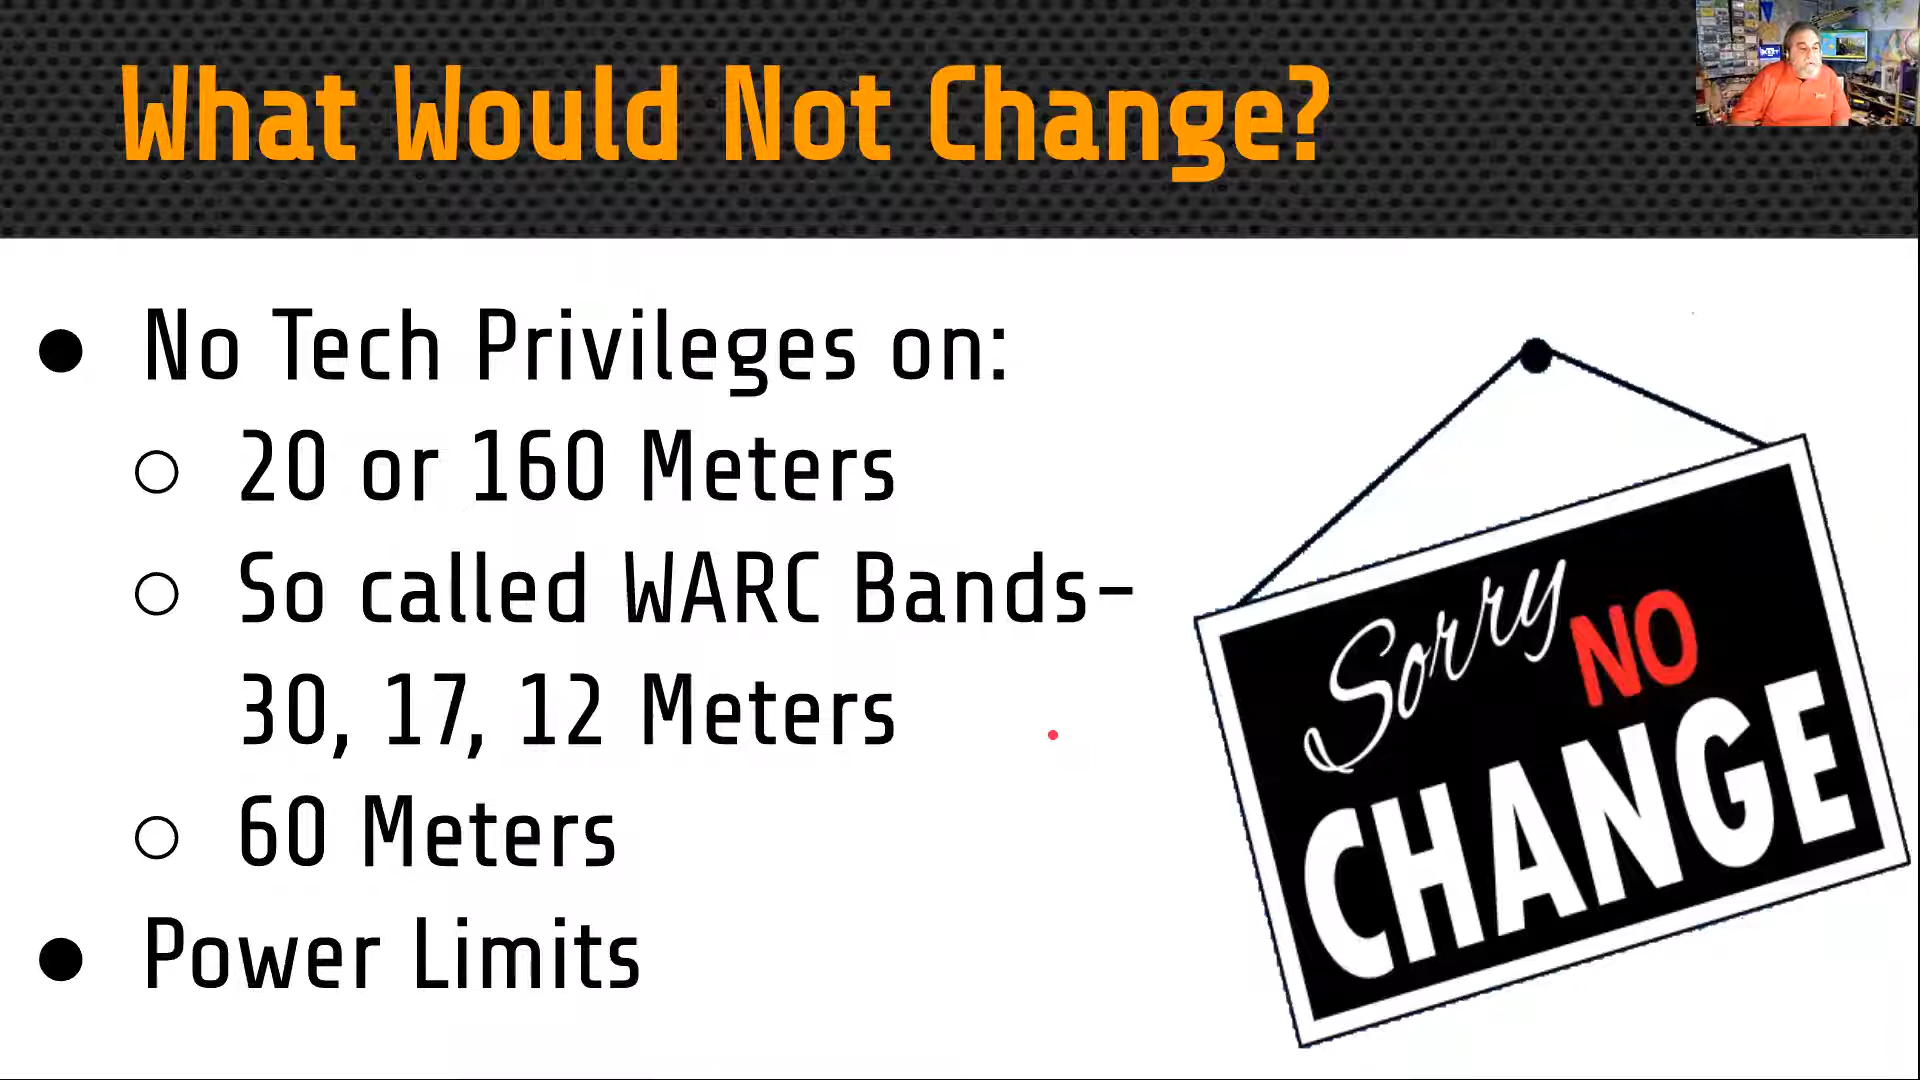 What Would Not Change?
● No Tech Privileges on:
○ 20 or 160 Meters
○ So called WARC Bands–
30, 17, 12 Meters
○ 60 Meters
● Power Limits
Sorry NO
CHANGE